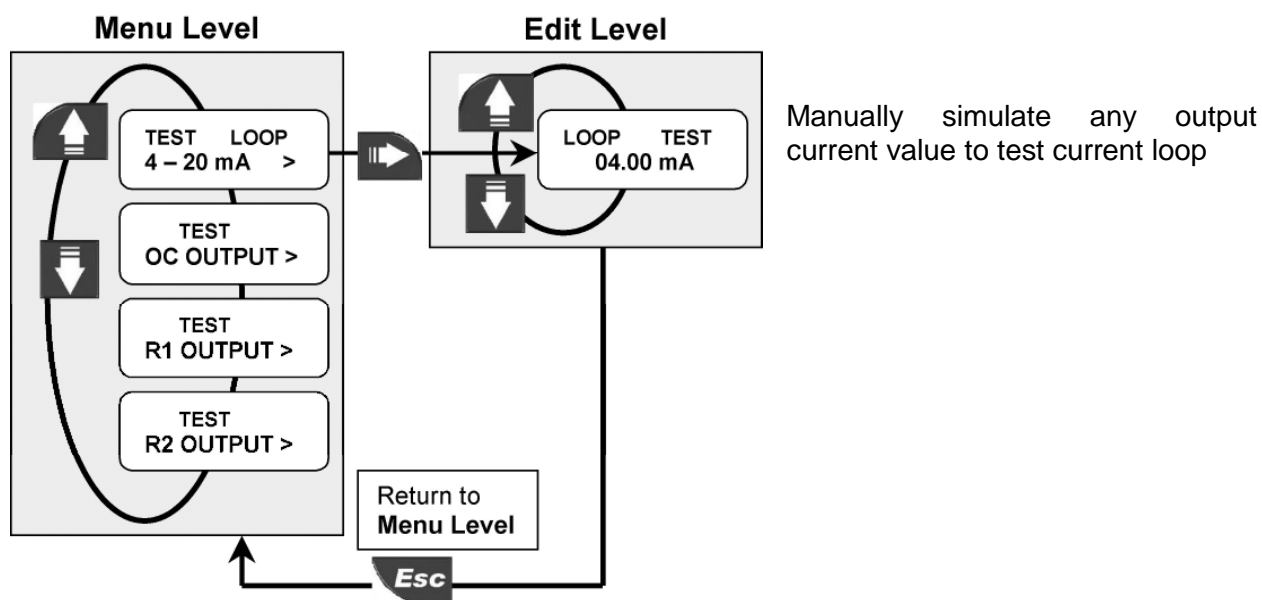 Menu Level
TEST LOOP
4 – 20 mA >
TEST
OC OUTPUT >
TEST
R1 OUTPUT >
TEST
R2 OUTPUT >
Edit Level
LOOP TEST
04.00 mA
Manually simulate any output
current value to test current loop
Return to
Menu Level
Esc